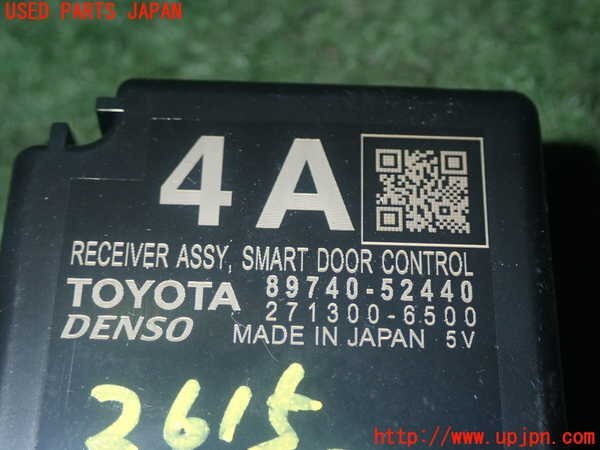 USED PARTS JAPAN
4A
RECEIVER ASSY, SMART DOOR CONTROL
TOYOTA 89740-52440
DENSO 271300-6500
MADE IN JAPAN 5V
2615
http://www.upjpn.com